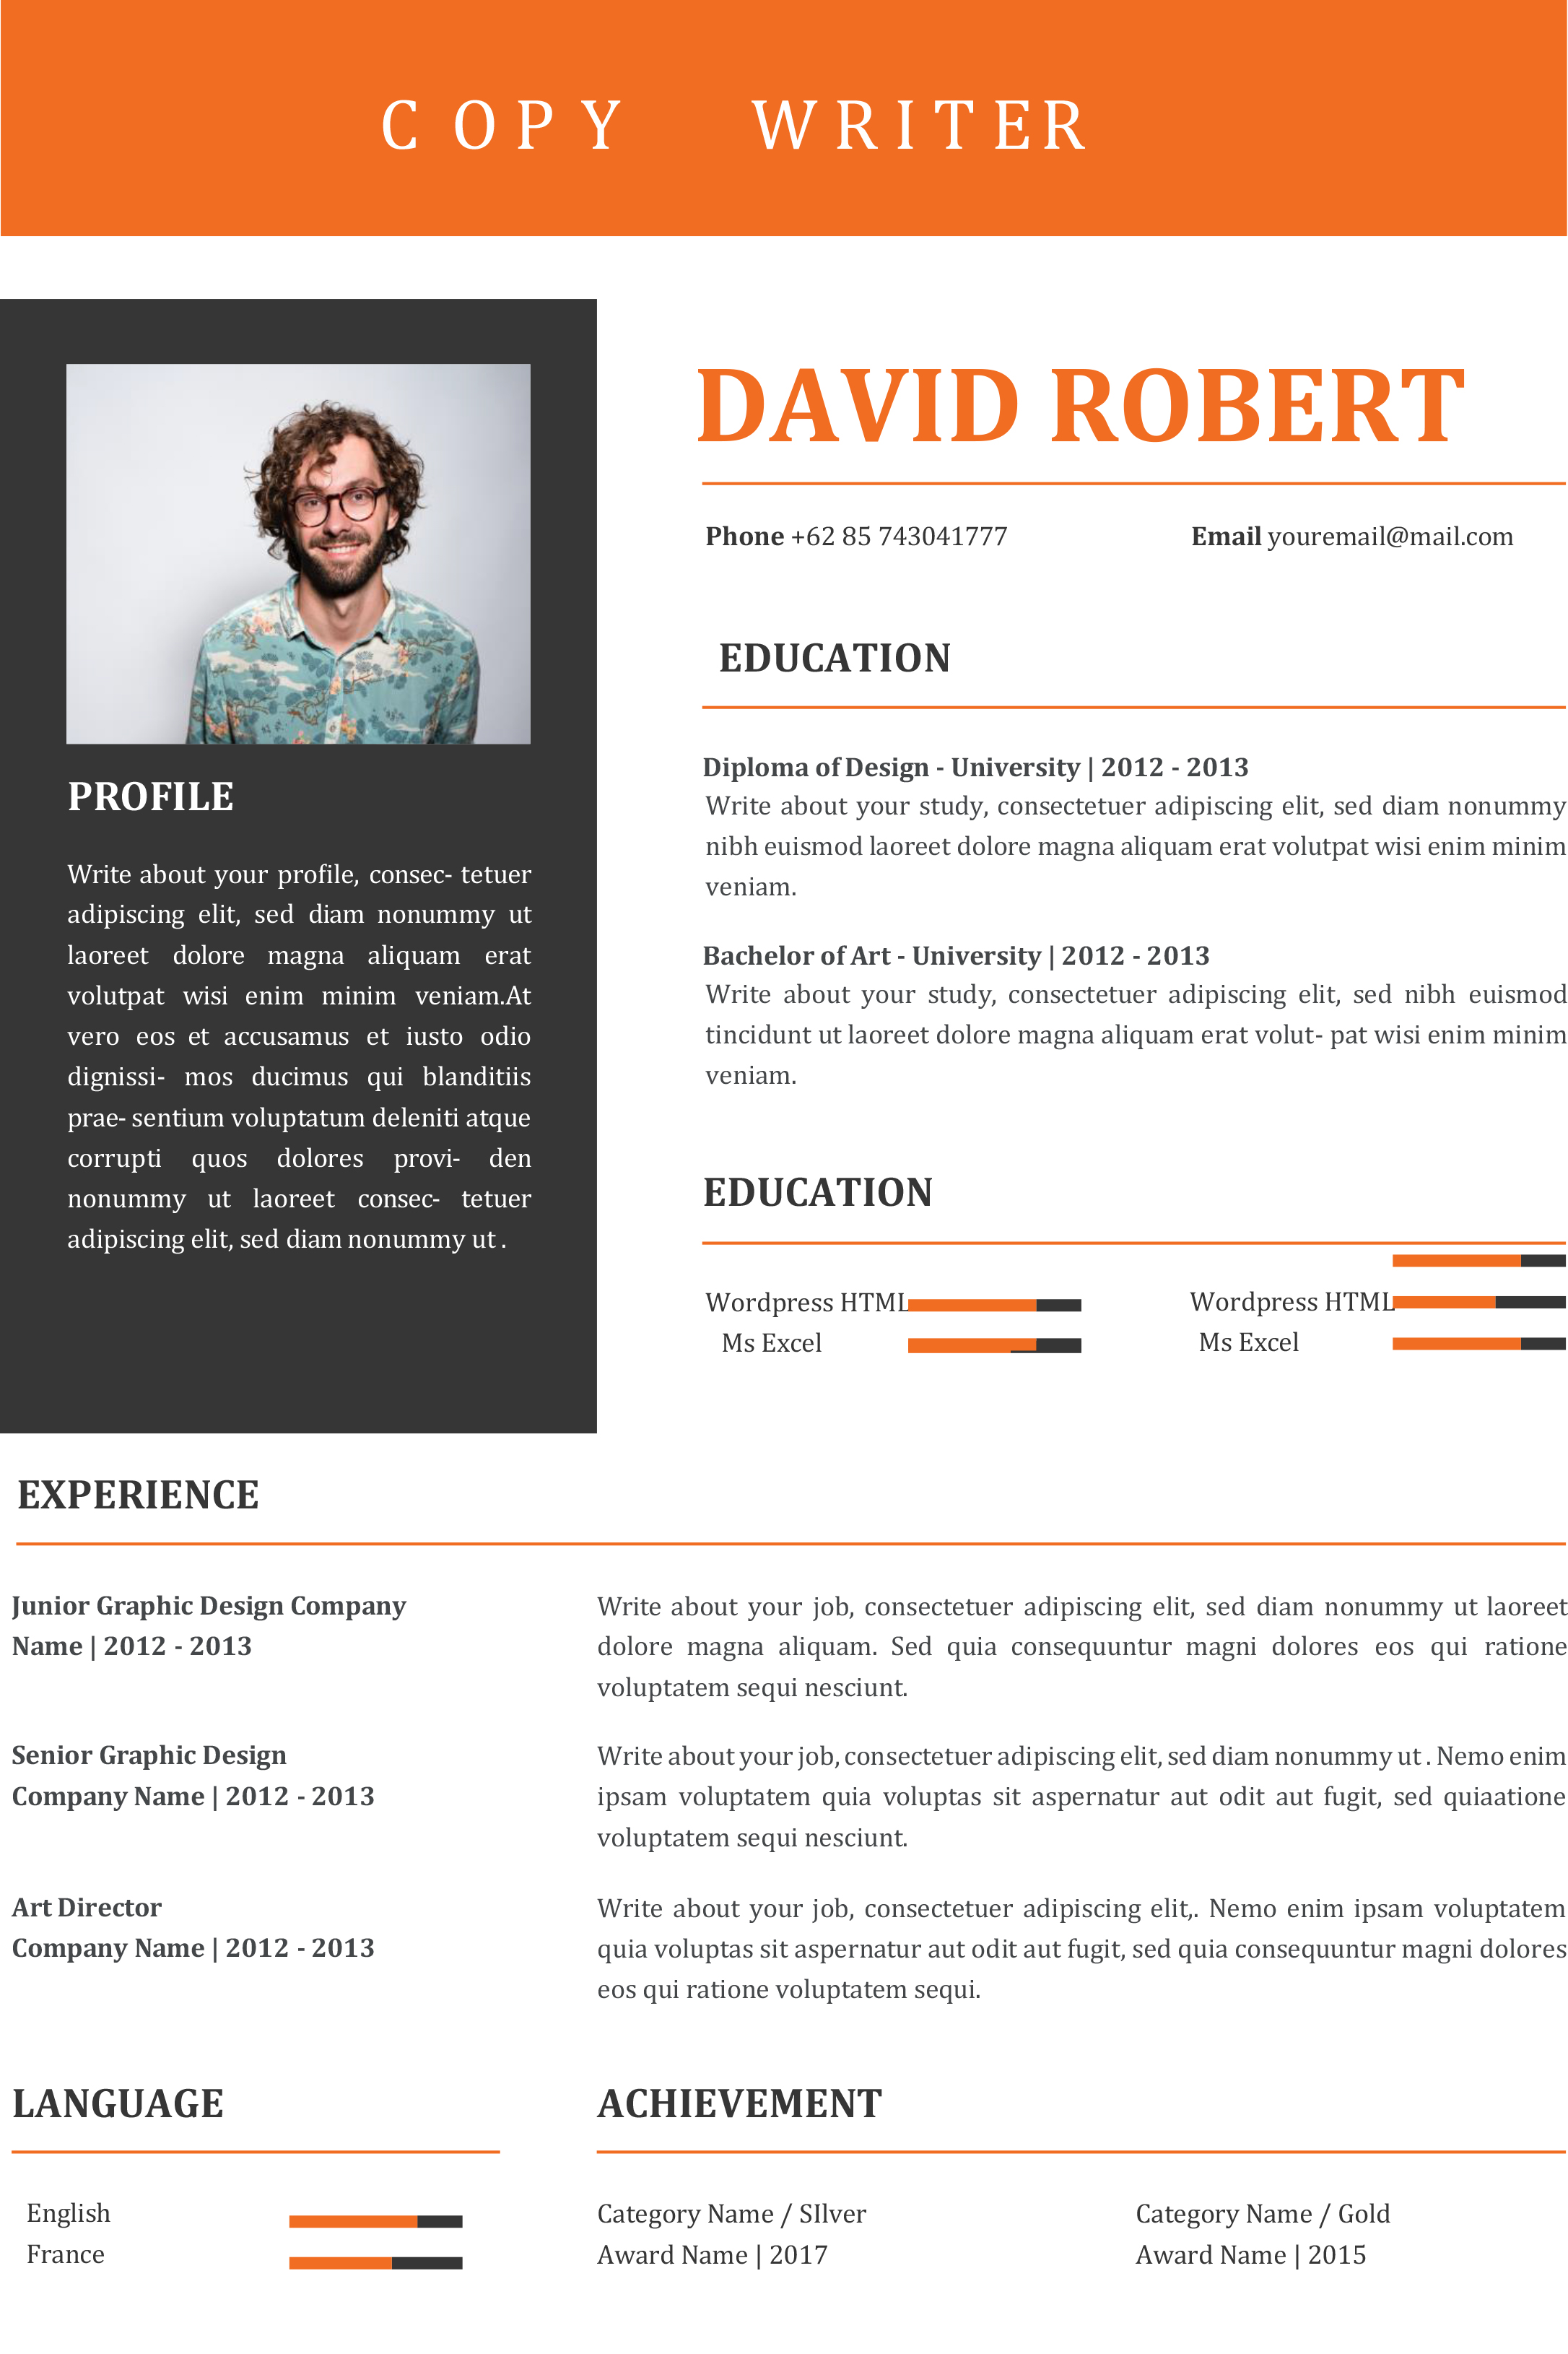 COPY WRITER
DAVID ROBERT
Phone +62 85 743041777
Email youremail@mail.com
PROFILE
Write about your profile, consec- tetuer
adipiscing elit, sed diam nonummy ut
laoreet dolore magna aliquam erat
volutpat wisi enim minim veniam.At
vero eos et accusamus et iusto odio
dignissi- mos ducimus qui blanditiis
prae- sentium voluptatum deleniti atque
corrupti quos dolores provi- den
nonummy ut laoreet consec- tetuer
adipiscing elit, sed diam nonummy ut .
EDUCATION
Diploma of Design - University | 2012 - 2013
Write about your study, consectetuer adipiscing elit, sed diam nonummy
nibh euismod laoreet dolore magna aliquam erat volutpat wisi enim minim
veniam.
Bachelor of Art - University | 2012 - 2013
Write about your study, consectetuer adipiscing elit, sed nibh euismod
tincidunt ut laoreet dolore magna aliquam erat volut- pat wisi enim minim
veniam.
EDUCATION
Wordpress HTML
Ms Excel
Wordpress HTML
Ms Excel
EXPERIENCE
Junior Graphic Design Company
Name | 2012 - 2013
Write about your job, consectetuer adipiscing elit, sed diam nonummy ut laoreet
dolore magna aliquam. Sed quia consequuntur magni dolores eos qui ratione
voluptatem sequi nesciunt.
Senior Graphic Design
Company Name | 2012 - 2013
Write about your job, consectetuer adipiscing elit, sed diam nonummy ut . Nemo enim
ipsam voluptatem quia voluptas sit aspernatur aut odit aut fugit, sed quiaatione
voluptatem sequi nesciunt.
Art Director
Company Name | 2012 - 2013
Write about your job, consectetuer adipiscing elit,. Nemo enim ipsam voluptatem
quia voluptas sit aspernatur aut odit aut fugit, sed quia consequuntur magni dolores
eos qui ratione voluptatem sequi.
LANGUAGE
English
France
ACHIEVEMENT
Category Name / SIlver
Award Name | 2017
Category Name / Gold
Award Name | 2015